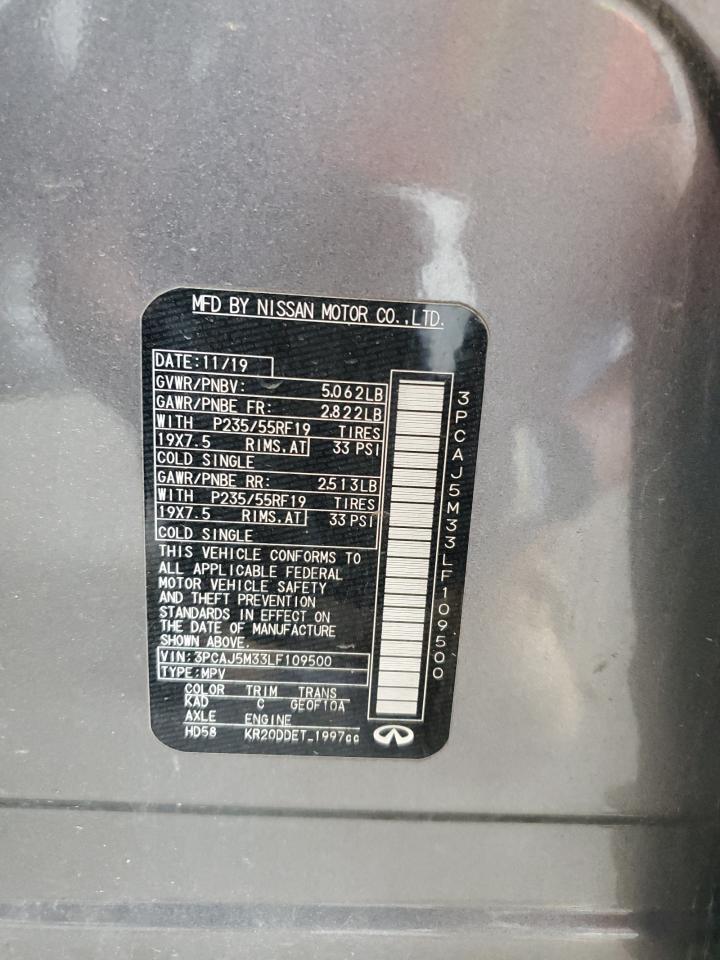 MFD BY NISSAN MOTOR CO.,LTD.
DATE:11/19
GVWR/PNBV: 5.062LB
GAWR/PNBE FR: 2.822LB
WITH P235/55RF19 TIRES
19X7.5 RIMS.AT 33 PSI
COLD SINGLE
GAWR/PNBE RR: 2.513LB
WITH P235/55RF19 TIRES
19X7.5 RIMS.AT 33 PSI
COLD SINGLE
THIS VEHICLE CONFORMS TO
ALL APPLICABLE FEDERAL
MOTOR VEHICLE SAFETY
AND THEFT PREVENTION
STANDARDS IN EFFECT ON
THE DATE OF MANUFACTURE
SHOWN ABOVE.
VIN:3PCAJ5M33LF109500
TYPE:MPV
COLOR TRIM TRANS
KAD C GEOF10A
AXLE ENGINE
HD58 KR20DDET_1997cc
3PCAJ5M33LF109500